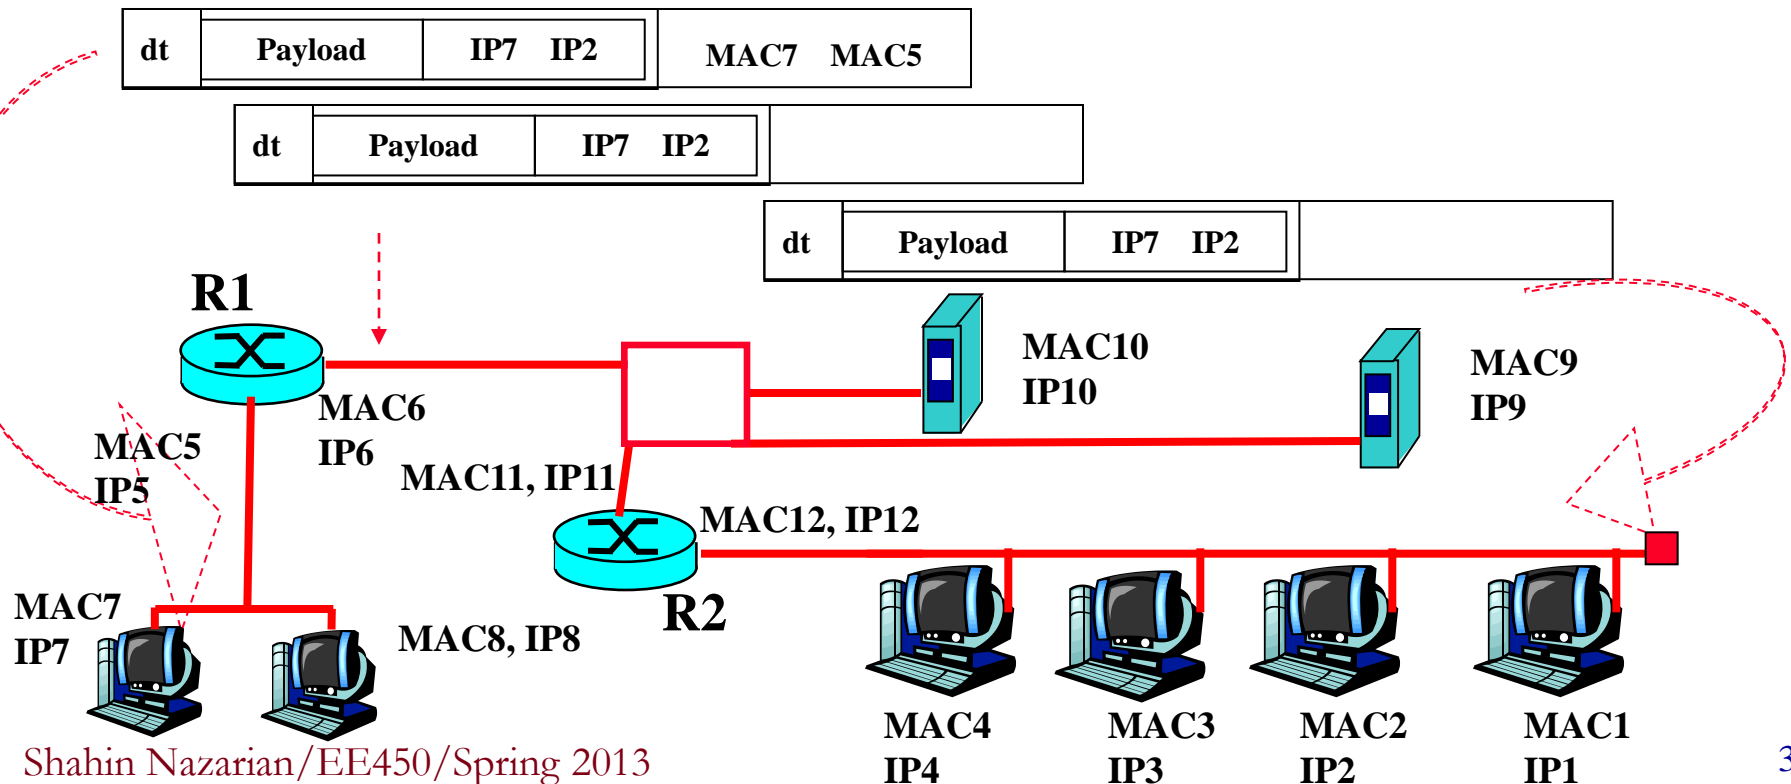 dt Payload IP7 IP2 MAC7 MAC5
dt Payload IP7 IP2
dt Payload IP7 IP2
R1
MAC10
IP10
MAC9
IP9
MAC6
IP6
MAC5
IP5
MAC11, IP11
MAC12, IP12
R2
MAC7
IP7
MAC8, IP8
MAC4
IP4
MAC3
IP3
MAC2
IP2
MAC1
IP1
Shahin Nazarian/EE450/Spring 2013
3